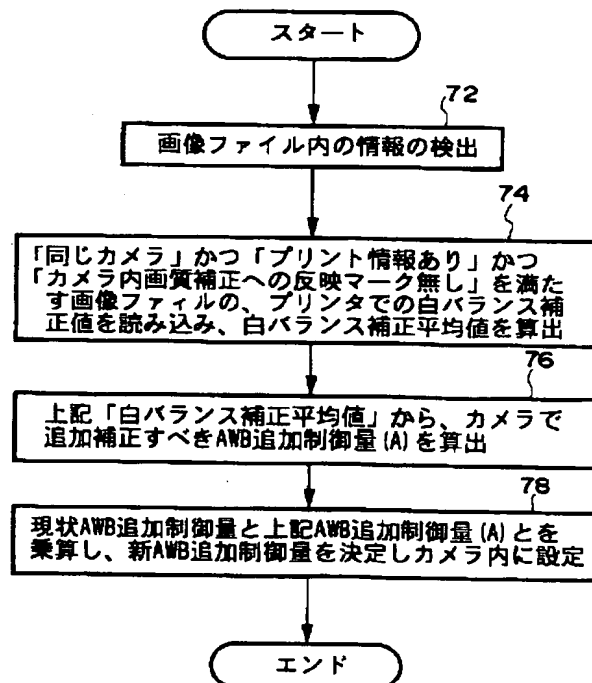 スタート
72
画像ファイル内の情報の検出
74
「同じカメラ」かつ「プリント情報あり」かつ
「カメラ内画質補正への反映マーク無し」を満た
す画像ファィルの、プリンタでの白バランス補
正値を読み込み、白バランス補正平均値を算出
76
上記「白バランス補正平均値」から、カメラで
追加補正すべきAWB追加制御量(A)を算出
78
現状AWB追加制御量と上記AWB追加制御量(A)とを
乗算し、新AWB追加制御量を決定しカメラ内に設定
エンド